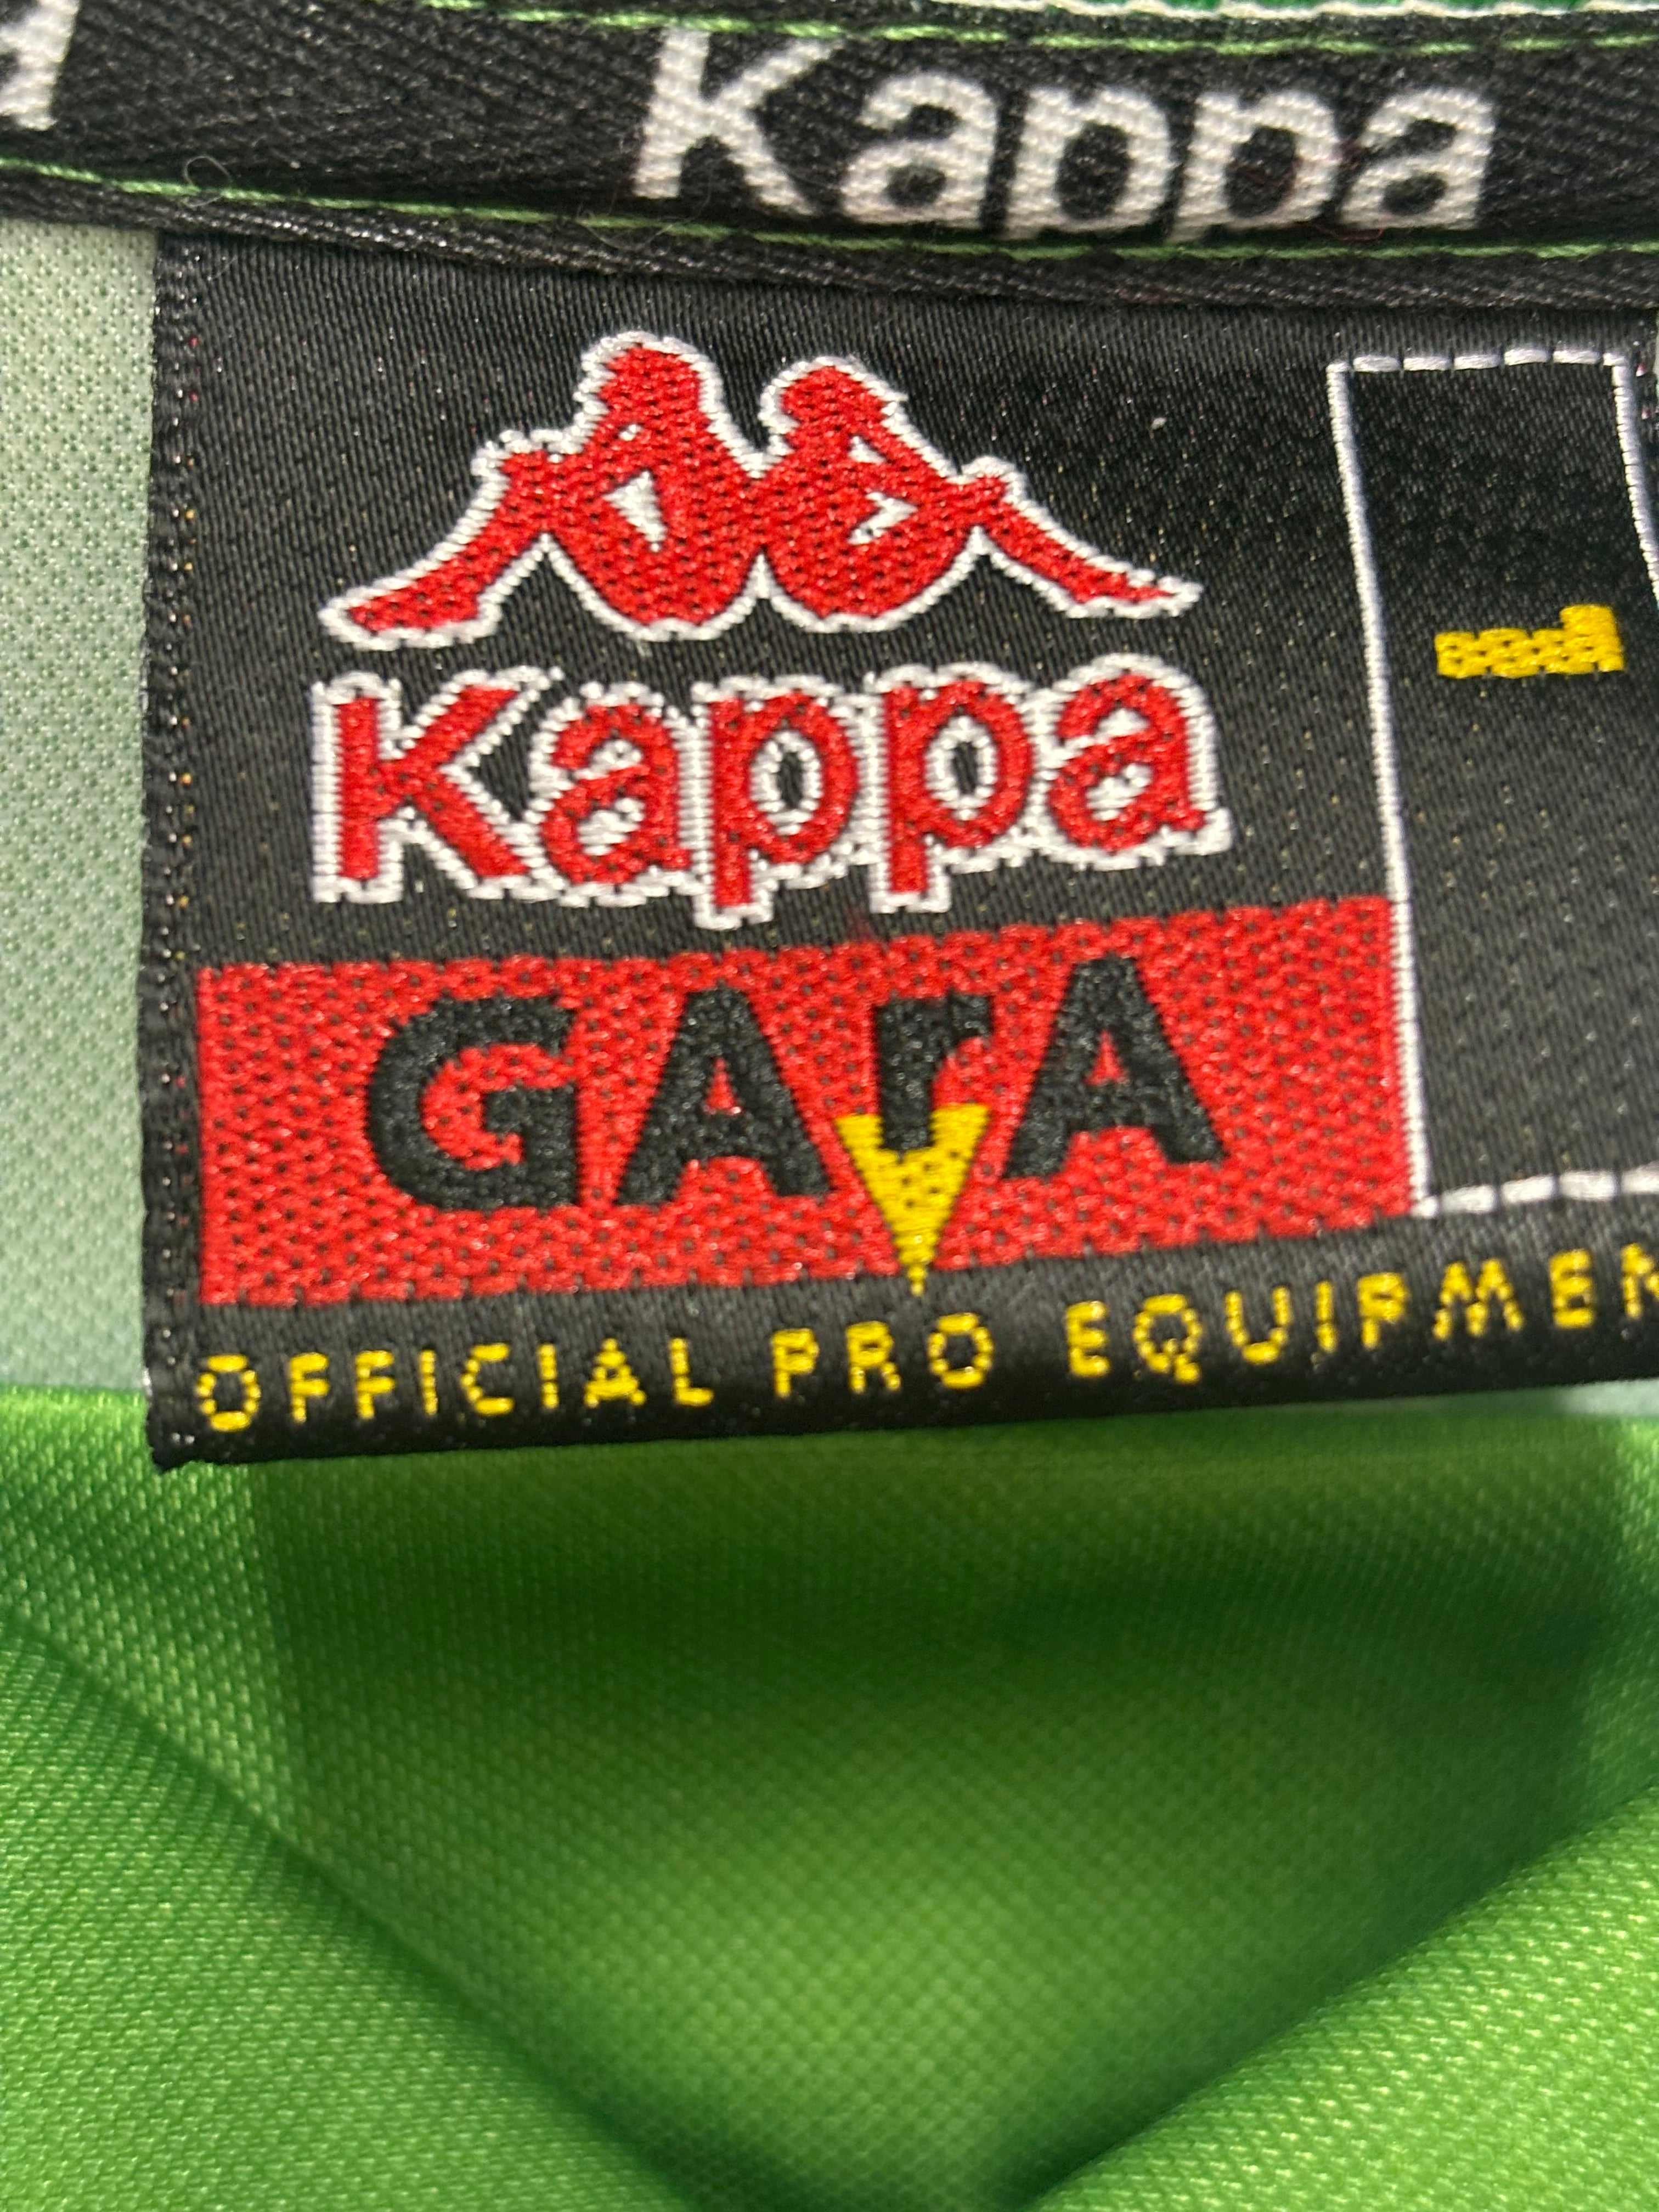 Kappa
Kappa
GArA
L
OFFICIAL PRO EQUIPMEN